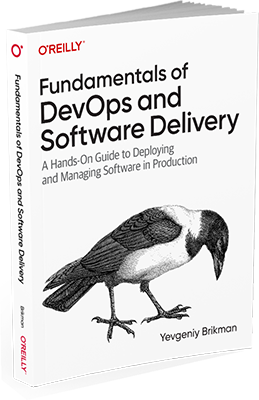 O'REILLY®
Fundamentals of
DevOps and
Software Delivery
A Hands-On Guide to Deploying
and Managing Software in Production
Yevgeniy Brikman
Fundamentals of DevOps and Software Delivery
Brikman
O'REILLY